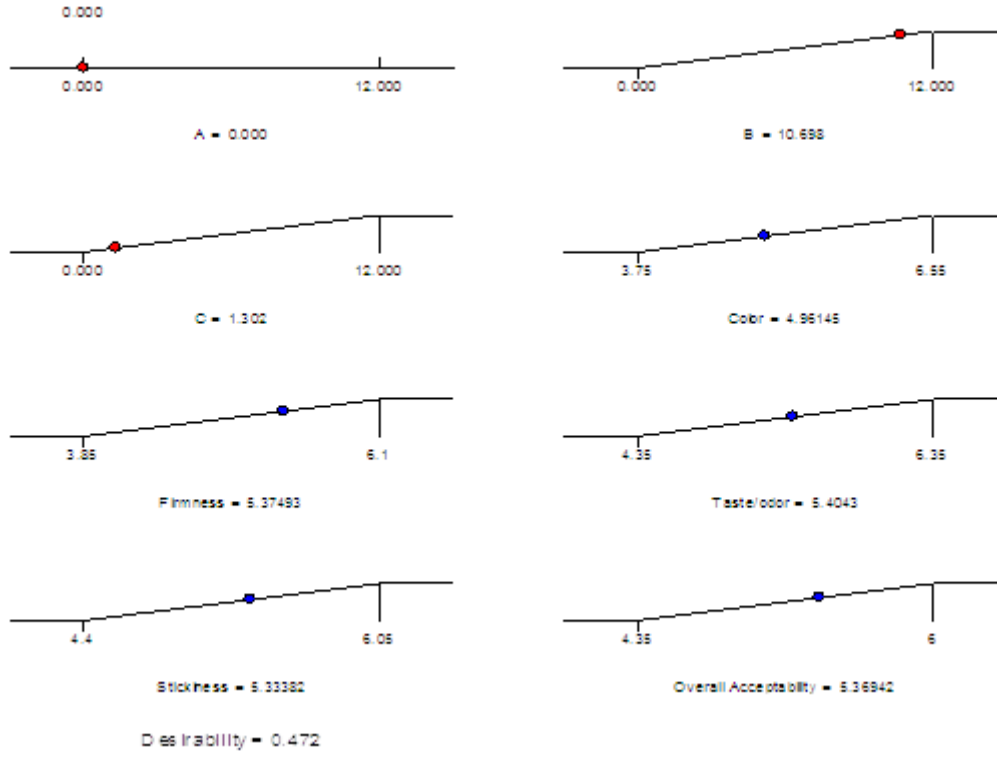 0.000
0.000 12.000
A = 0.000
0.000 12.000
B = 10.698
0.000 12.000
C = 1.302
3.75 6.55
Color = 4.96145
3.85 6.1
Firmness = 5.37493
4.35 6.35
Taste/odor = 5.4043
4.4 6.05
Stickiness = 5.33382
4.35 6
Overall Acceptability = 5.36942
Desirability = 0.472